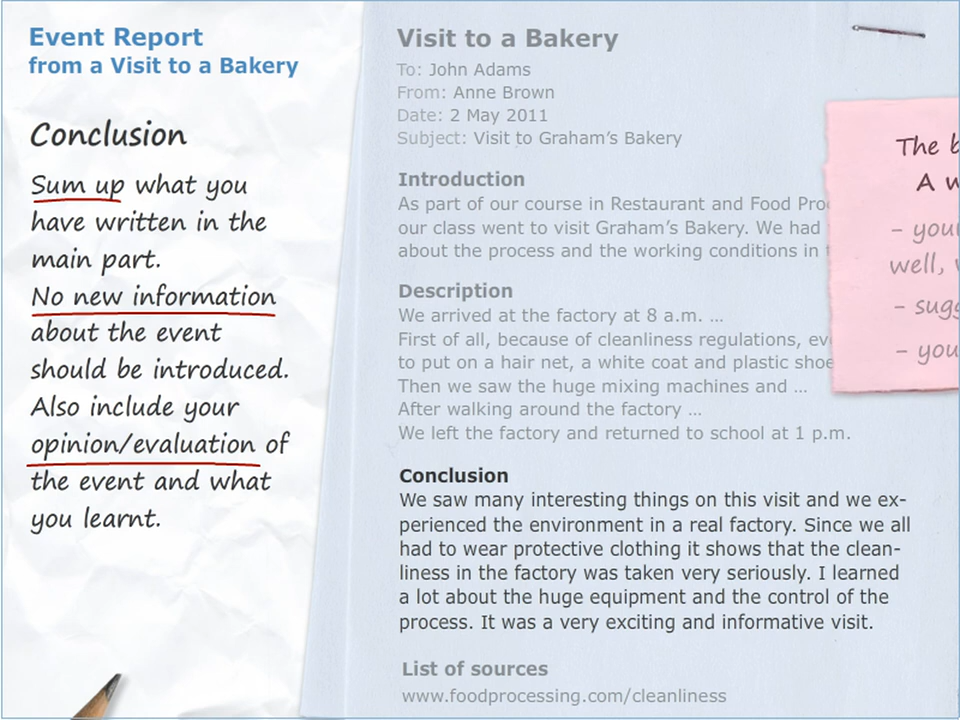 Event Report
from a Visit to a Bakery
Conclusion
Sum up what you
have written in the
main part.
No new information
about the event
should be introduced.
Also include your
opinion/evaluation of
the event and what
you learnt.
Visit to a Bakery
To: John Adams
From: Anne Brown
Date: 2 May 2011
Subject: Visit to Graham's Bakery
Introduction
As part of our course in Restaurant and Food
our class went to visit Graham's Bakery. We had
about the process and the working conditions in
Description
We arrived at the factory at 8 a.m. ...
First of all, because of cleanliness regulations,
to put on a hair net, a white coat and plastic
Then we saw the huge mixing machines and ...
After walking around the factory ...
We left the factory and returned to school at 1 p.m.
Conclusion
We saw many interesting things on this visit and we ex-
perienced the environment in a real factory. Since we all
had to wear protective clothing it shows that the clean-
liness in the factory was taken very seriously. I learned
a lot about the huge equipment and the control of the
process. It was a very exciting and informative visit.
List of sources
www.foodprocessing.com/cleanliness
The
A
-
well,
-
-